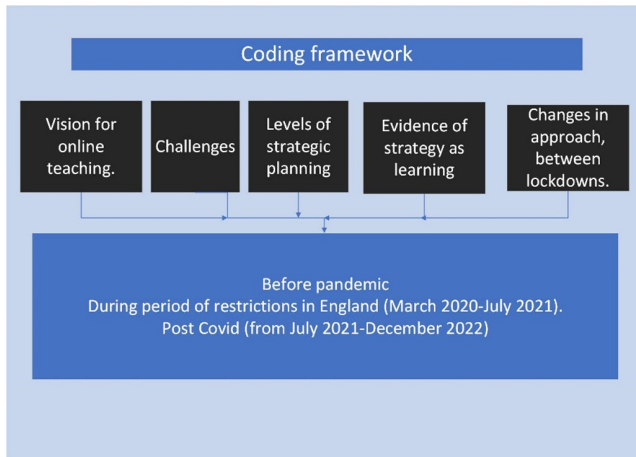 Coding framework
Vision for
online
teaching.
Challenges
Levels of
strategic
planning
Evidence of
strategy as
learning
Changes in
approach,
between
lockdowns.
Before pandemic
During period of restrictions in England (March 2020-July 2021).
Post Covid (from July 2021-December 2022)